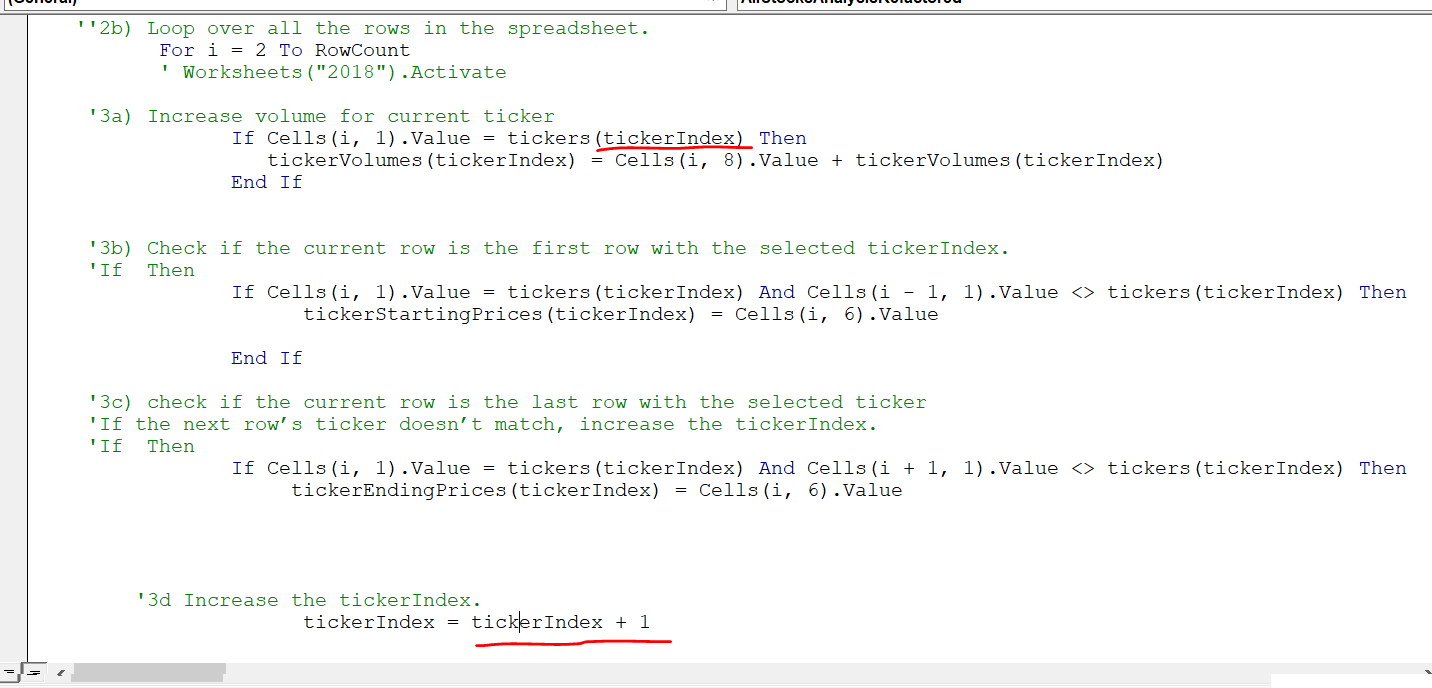 ''2b) Loop over all the rows in the spreadsheet.
For i = 2 To RowCount
' Worksheets("2018").Activate
'3a) Increase volume for current ticker
If Cells(i, 1).Value = tickers(tickerIndex) Then
tickerVolumes(tickerIndex) = Cells(i, 8).Value + tickerVolumes(tickerIndex)
End If
'3b) Check if the current row is the first row with the selected tickerIndex.
'If  Then
If Cells(i, 1).Value = tickers(tickerIndex) And Cells(i - 1, 1).Value <> tickers(tickerIndex) Then
tickerStartingPrices(tickerIndex) = Cells(i, 6).Value
End If
'3c) check if the current row is the last row with the selected ticker
'If the next row’s ticker doesn’t match, increase the tickerIndex.
'If  Then
If Cells(i, 1).Value = tickers(tickerIndex) And Cells(i + 1, 1).Value <> tickers(tickerIndex) Then
tickerEndingPrices(tickerIndex) = Cells(i, 6).Value
'3d Increase the tickerIndex.
tickerIndex = tickerIndex + 1